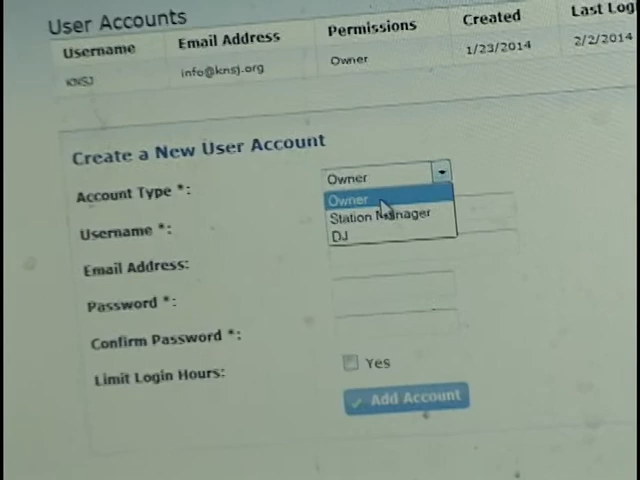 User Accounts
Username Email Address Permissions Created Last Log
KNSJ info@knsj.org Owner 1/23/2014 2/2/2014
Create a New User Account
Account Type *: Owner
Owner
Station Manager
DJ
Username *:
Email Address:
Password *:
Confirm Password *:
Limit Login Hours: Yes
Add Account